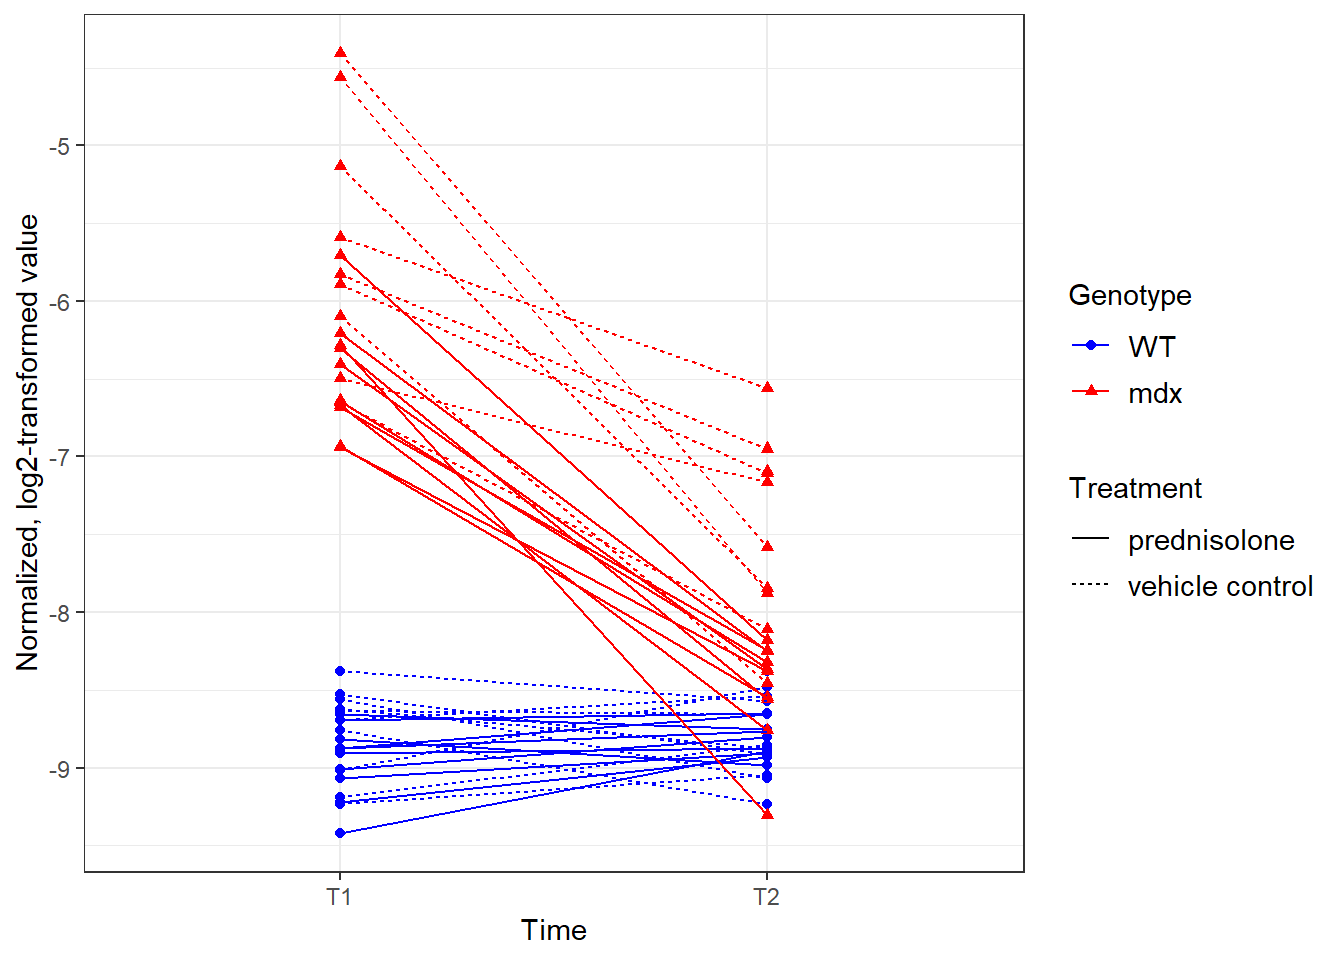 Normalized, log2-transformed value
-5
-6
-7
-8
-9
T1
T2
Time
Genotype
WT
mdx
Treatment
prednisolone
vehicle control